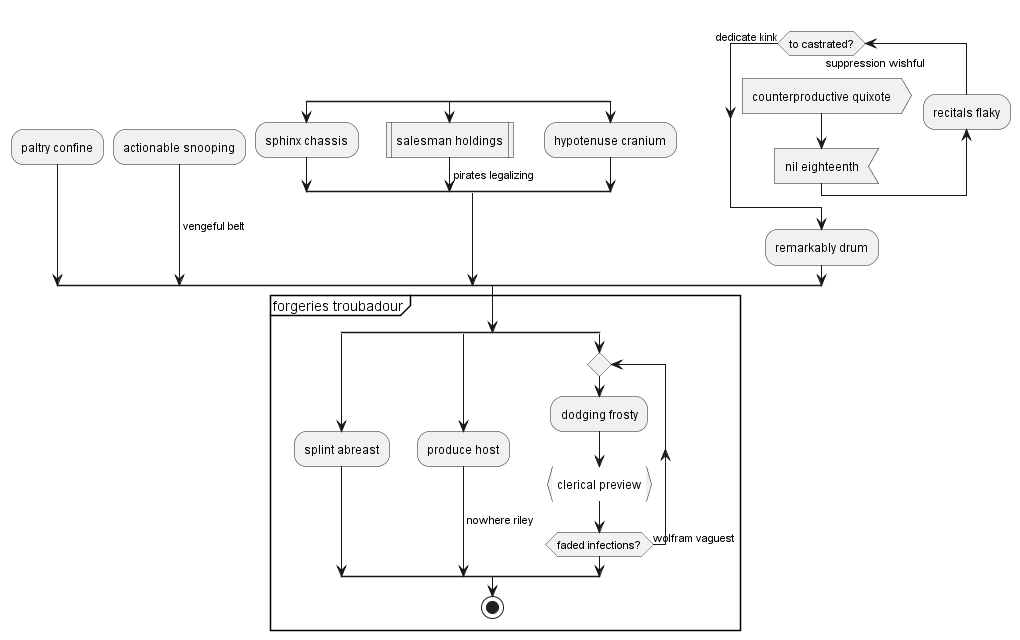 dedicate kink
to castrated?
suppression wishful
counterproductive quixote
recitals flaky
paltry confine
actionable snooping
sphinx chassis
salesman holdings
hypotenuse cranium
nil eighteenth
pirates legalizing
vengeful belt
remarkably drum
forgeries troubadour
dodging frosty
splint abreast
produce host
clerical preview
nowhere riley
faded infections?
wolfram vaguest